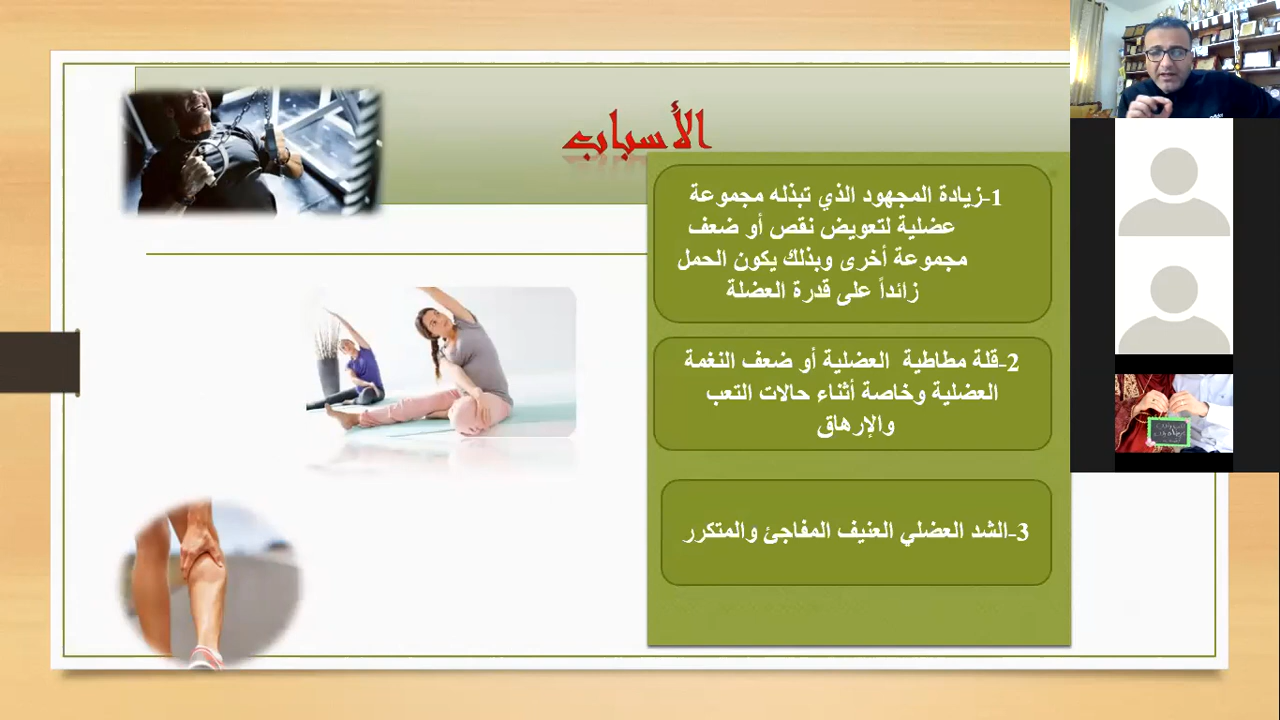 الأسباب
1-زيادة المجهود الذي تبذله مجموعة
عضلية لتعويض نقص أو ضعف
مجموعة أخرى وبذلك يكون الحمل
زائداً على قدرة العضلة
2-قلة مطاطية العضلية أو ضعف النغمة
العضلية وخاصة أثناء حالات التعب
والإرهاق
3-الشد العضلي العنيف المفاجئ والمتكرر